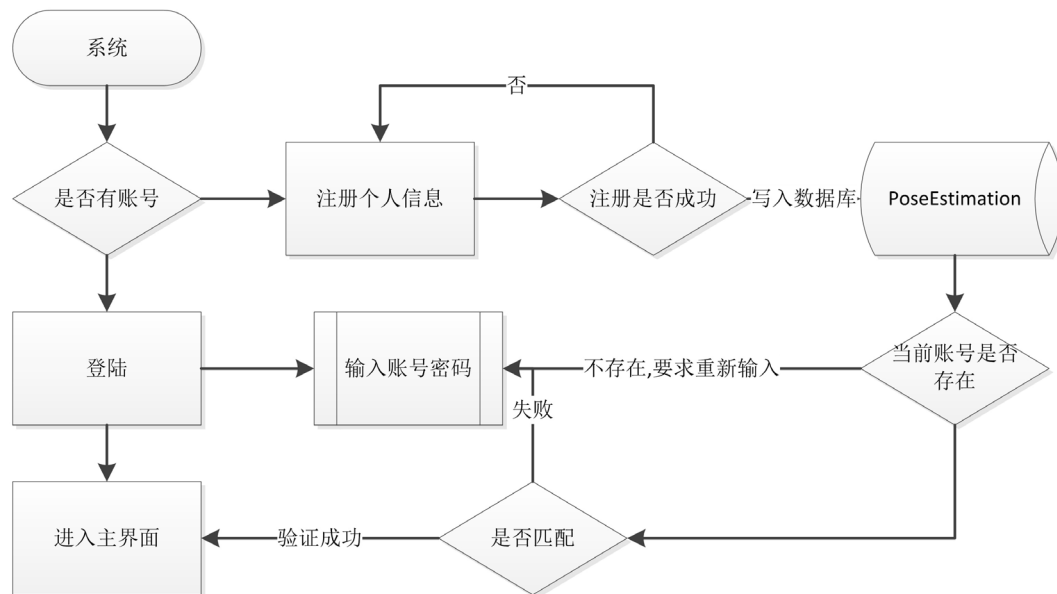 系统
否
是否有账号
注册个人信息
注册是否成功
写入数据库
PoseEstimation
登陆
输入账号密码
不存在,要求重新输入
当前账号是否
存在
失败
进入主界面
验证成功
是否匹配